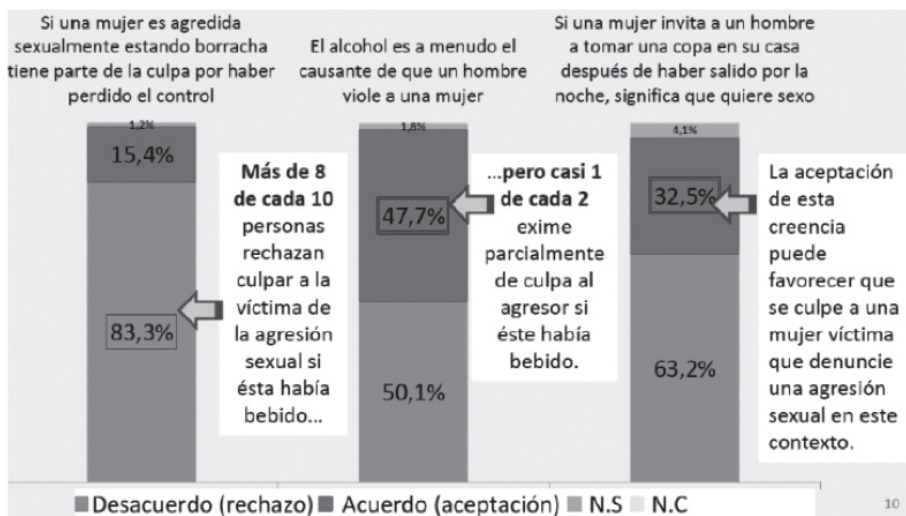 Si una mujer es agredida
sexualmente estando borracha
tiene parte de la culpa por haber
perdido el control
El alcohol es a menudo el
causante de que un hombre
viole a una mujer
Si una mujer invita a un hombre
a tomar una copa en su casa
después de haber salido por la
noche, significa que quiere sexo
1,2%
15,4%
83,3%
Más de 8
de cada 10
personas
rechazan
culpar a la
víctima de
la agresión
sexual si
ésta había
bebido...
1,8%
47,7%
50,1%
...pero casi 1
de cada 2
exime
parcialmente
de culpa al
agresor si
éste había
bebido.
4,1%
32,5%
63,2%
La aceptación
de esta
creencia
puede
favorecer que
se culpe a una
mujer víctima
que denuncie
una agresión
sexual en este
contexto.
Desacuerdo (rechazo) Acuerdo (aceptación) N.S N.C
10